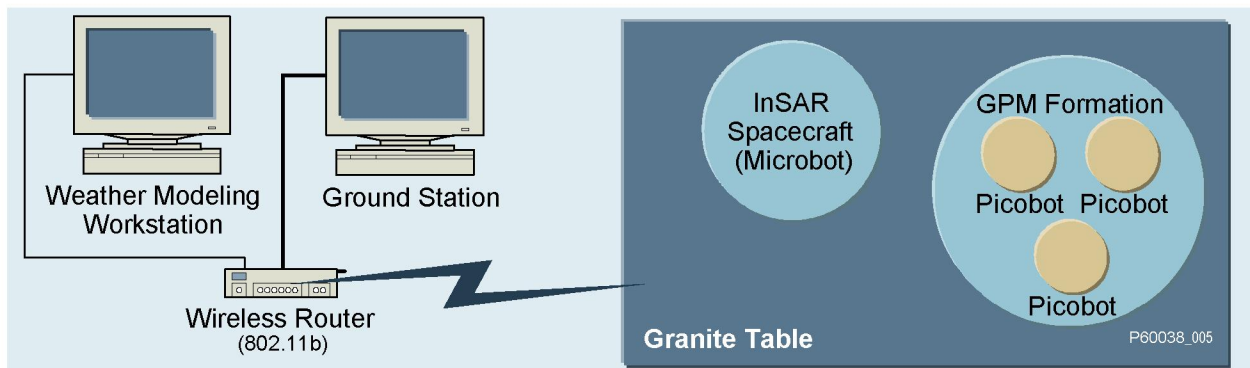 Weather Modeling
Workstation
Ground Station
Wireless Router
(802.11b)
InSAR
Spacecraft
(Microbot)
GPM Formation
Picobot Picobot
Picobot
Granite Table
P60038_005